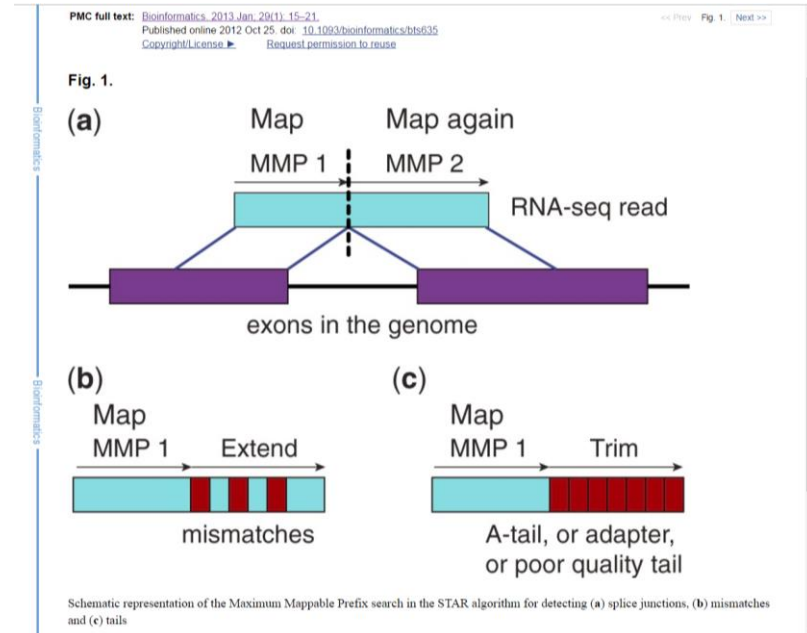 PMC full text: Bioinformatics. 2013 Jan; 29(1): 15–21.
Published online 2012 Oct 25. doi: 10.1093/bioinformatics/bts635
Copyright/License ► Request permission to reuse
<< Prev Fig. 1. Next >>
Fig. 1.
Bioinformatics
Bioinformatics
(a)
Map Map again
MMP 1 MMP 2
RNA-seq read
exons in the genome
(b)
Map
MMP 1 Extend
mismatches
(c)
Map
MMP 1 Trim
A-tail, or adapter,
or poor quality tail
Schematic representation of the Maximum Mappable Prefix search in the STAR algorithm for detecting (a) splice junctions, (b) mismatches
and (c) tails